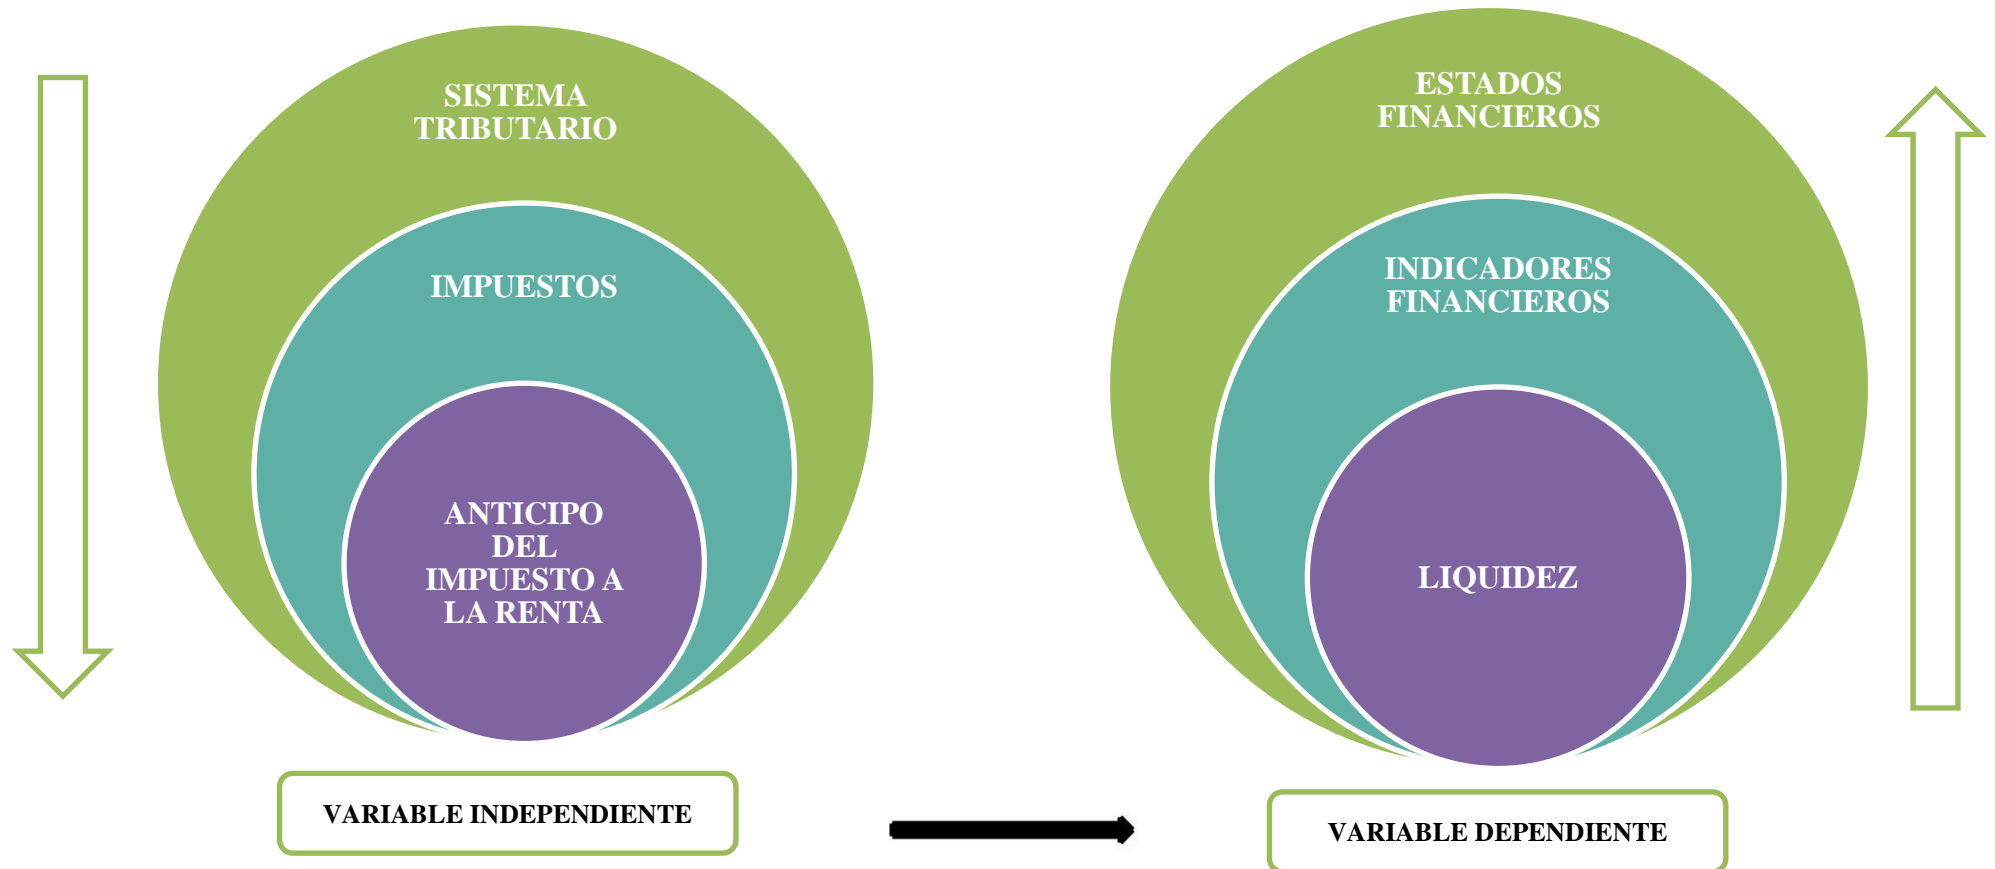 SISTEMA
TRIBUTARIO
IMPUESTOS
ANTICIPO
DEL
IMPUESTO A
LA RENTA
VARIABLE INDEPENDIENTE
ESTADOS
FINANCIEROS
INDICADORES
FINANCIEROS
LIQUIDEZ
VARIABLE DEPENDIENTE